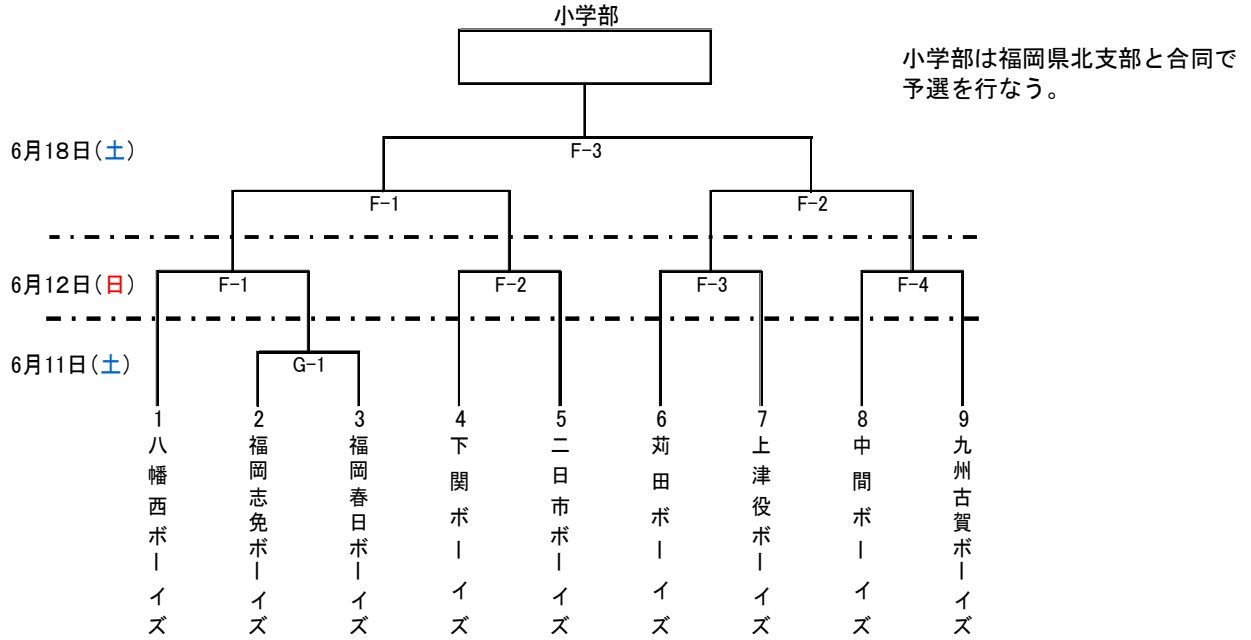 小学部
小学部は福岡県北支部と合同で
予選を行なう。
6月18日(土)
F-3
F-1
F-2
6月12日(日)
F-1
F-2
F-3
F-4
6月11日(土)
G-1
1
八幡西ボーイズ
2
福岡志免ボーイズ
3
福岡春日ボーイズ
4
下関ボーイズ
5
二日市ボーイズ
6
苅田ボーイズ
7
上津役ボーイズ
8
中間ボーイズ
9
九州古賀ボーイズ